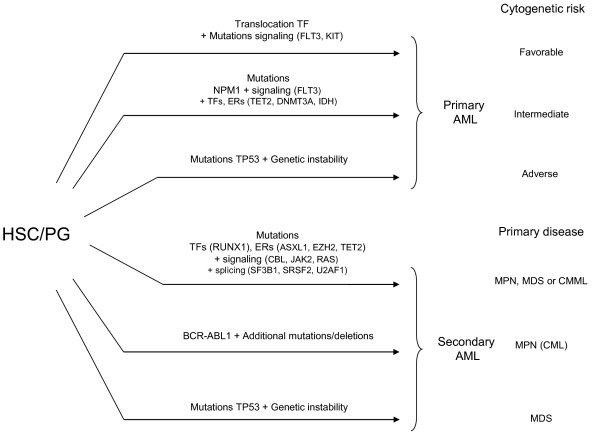 Cytogenetic risk
Translocation TF
+ Mutations signaling (FLT3, KIT)
Favorable
Mutations
NPM1 + signaling (FLT3)
+ TFs, ERs (TET2, DNMT3A, IDH)
Primary
AML
Intermediate
Mutations TP53 + Genetic instability
Adverse
HSC/PG
Primary disease
Mutations
TFs (RUNX1), ERs (ASXL1, EZH2, TET2)
+ signaling (CBL, JAK2, RAS)
+ splicing (SF3B1, SRSF2, U2AF1)
MPN, MDS or CMML
BCR-ABL1 + Additional mutations/deletions
Secondary
AML
MPN (CML)
Mutations TP53 + Genetic instability
MDS